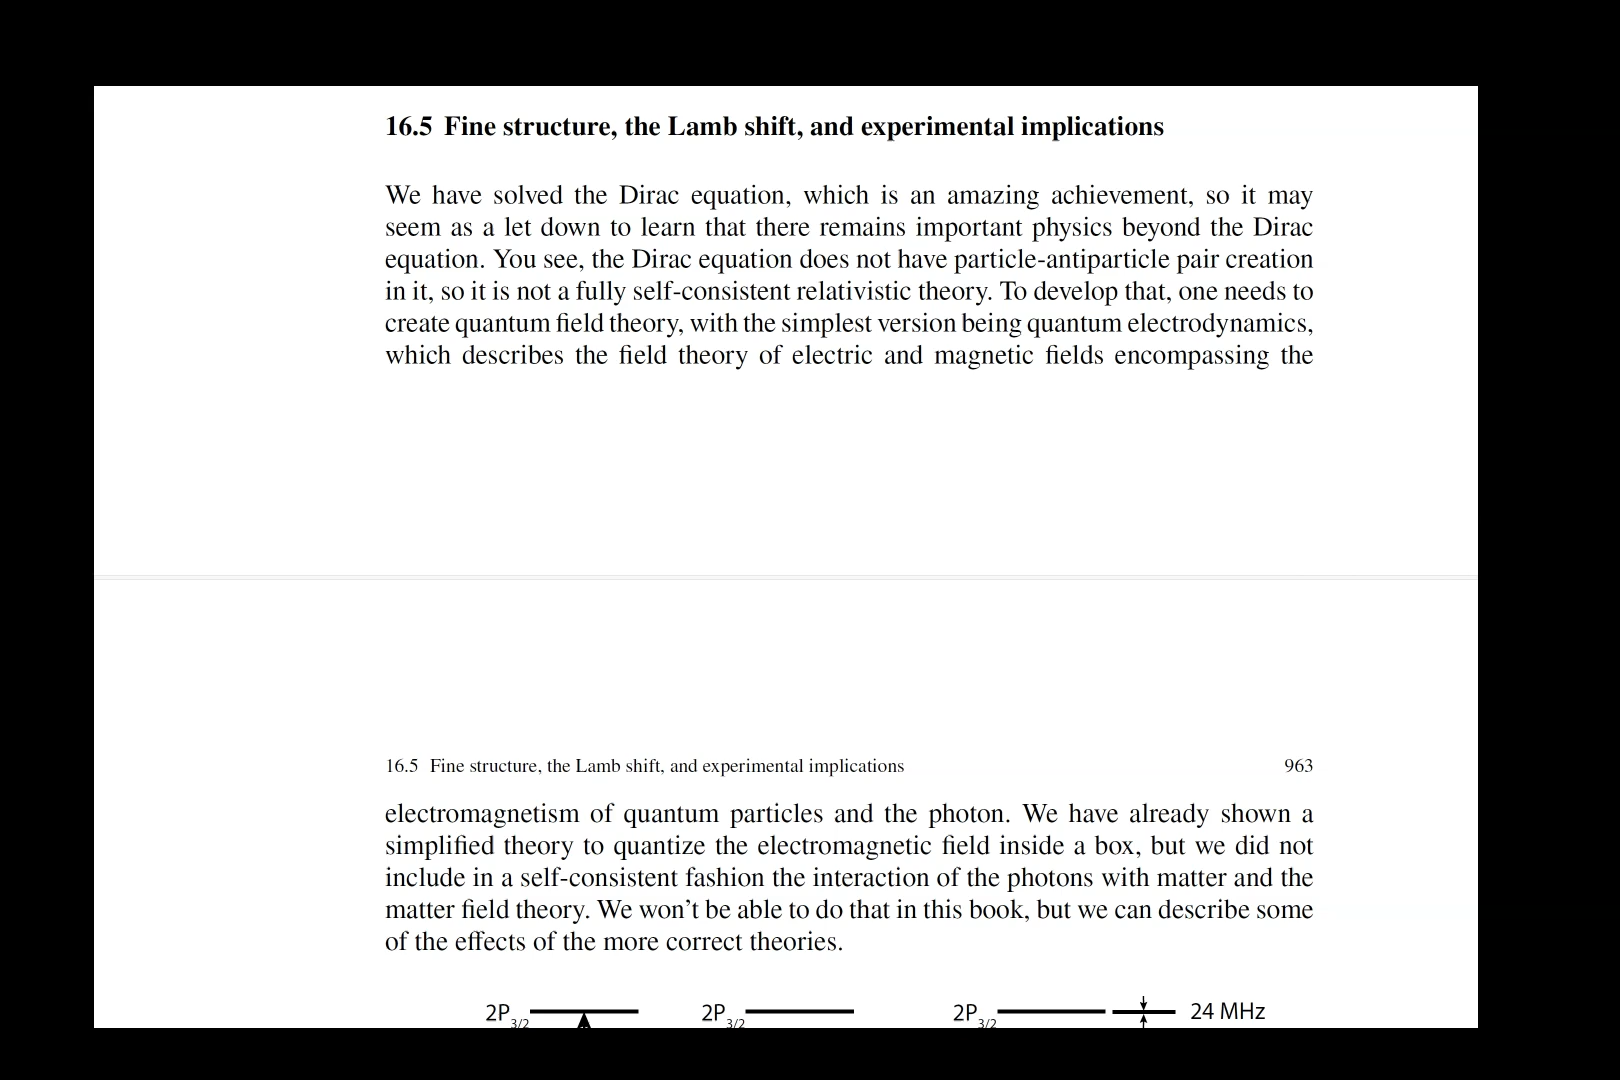 16.5 Fine structure, the Lamb shift, and experimental implications
We have solved the Dirac equation, which is an amazing achievement, so it may
seem as a let down to learn that there remains important physics beyond the Dirac
equation. You see, the Dirac equation does not have particle-antiparticle pair creation
in it, so it is not a fully self-consistent relativistic theory. To develop that, one needs to
create quantum field theory, with the simplest version being quantum electrodynamics,
which describes the field theory of electric and magnetic fields encompassing the
16.5 Fine structure, the Lamb shift, and experimental implications 963
electromagnetism of quantum particles and the photon. We have already shown a
simplified theory to quantize the electromagnetic field inside a box, but we did not
include in a self-consistent fashion the interaction of the photons with matter and the
matter field theory. We won’t be able to do that in this book, but we can describe some
of the effects of the more correct theories.
2P3/2 2P3/2 2P3/2 24 MHz